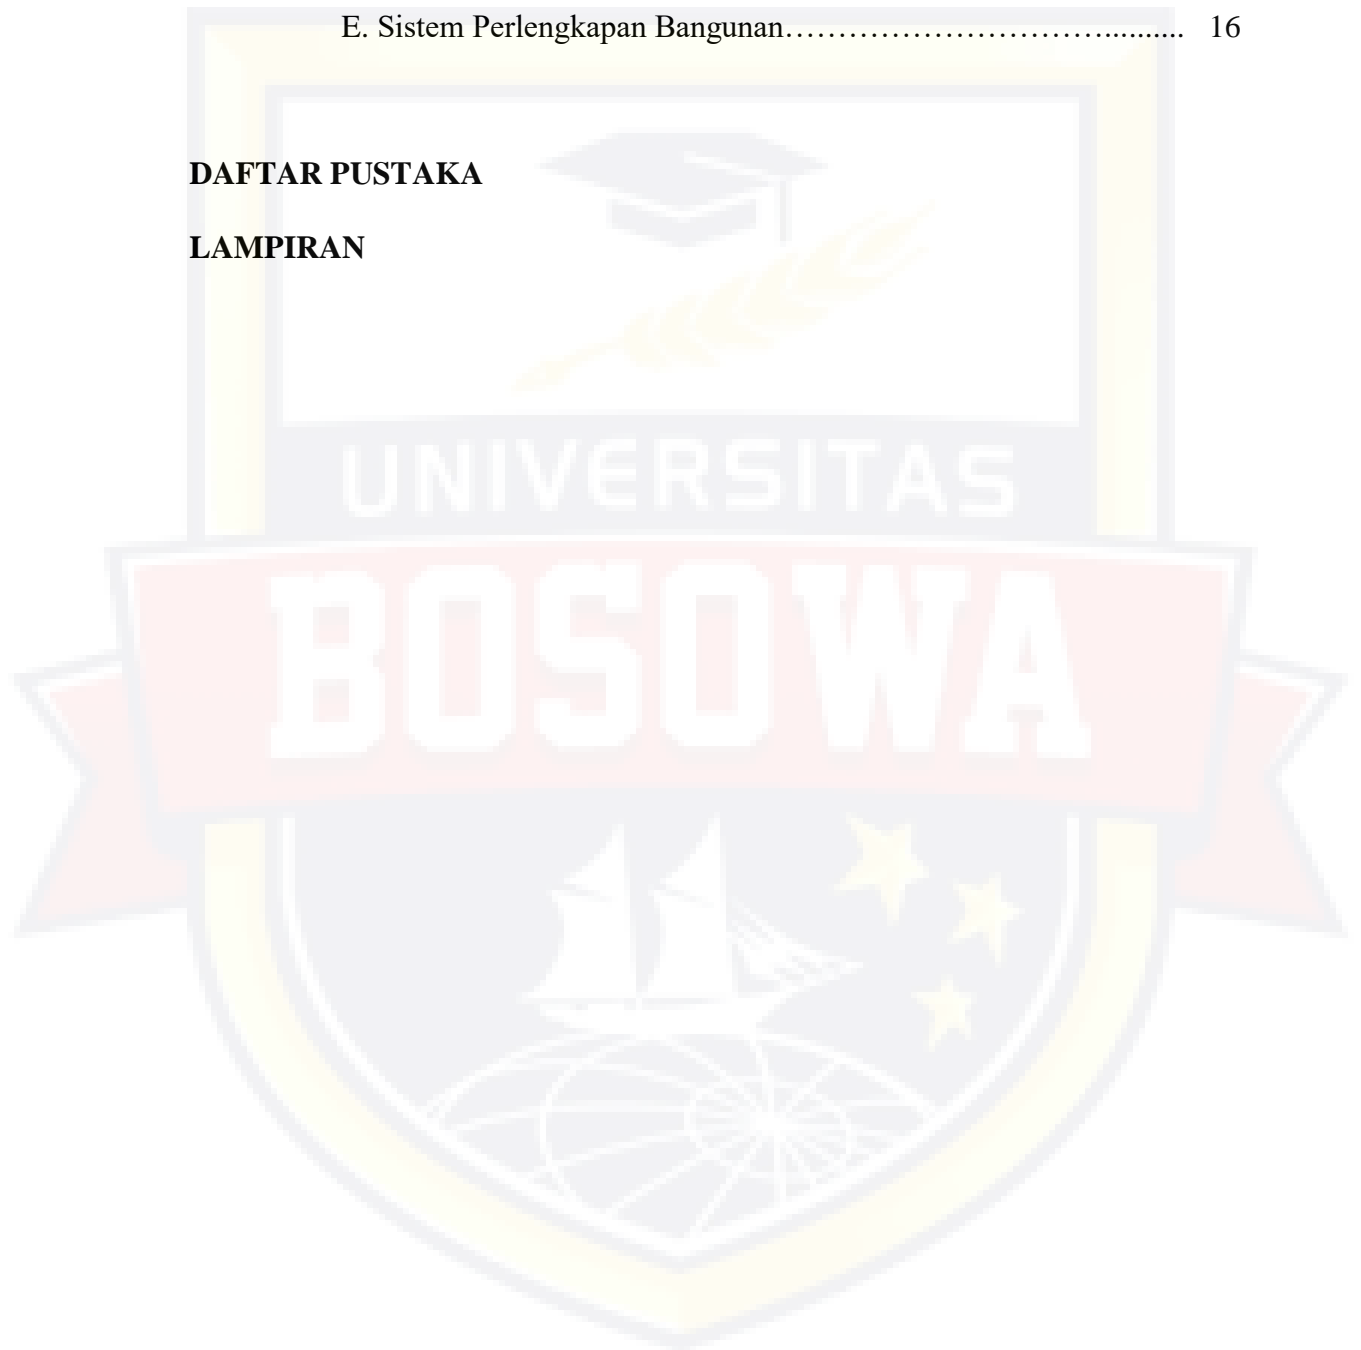 E. Sistem Perlengkapan Bangunan…………………………….......... 16
DAFTAR PUSTAKA
LAMPIRAN
UNIVERSITAS
BOSOWA